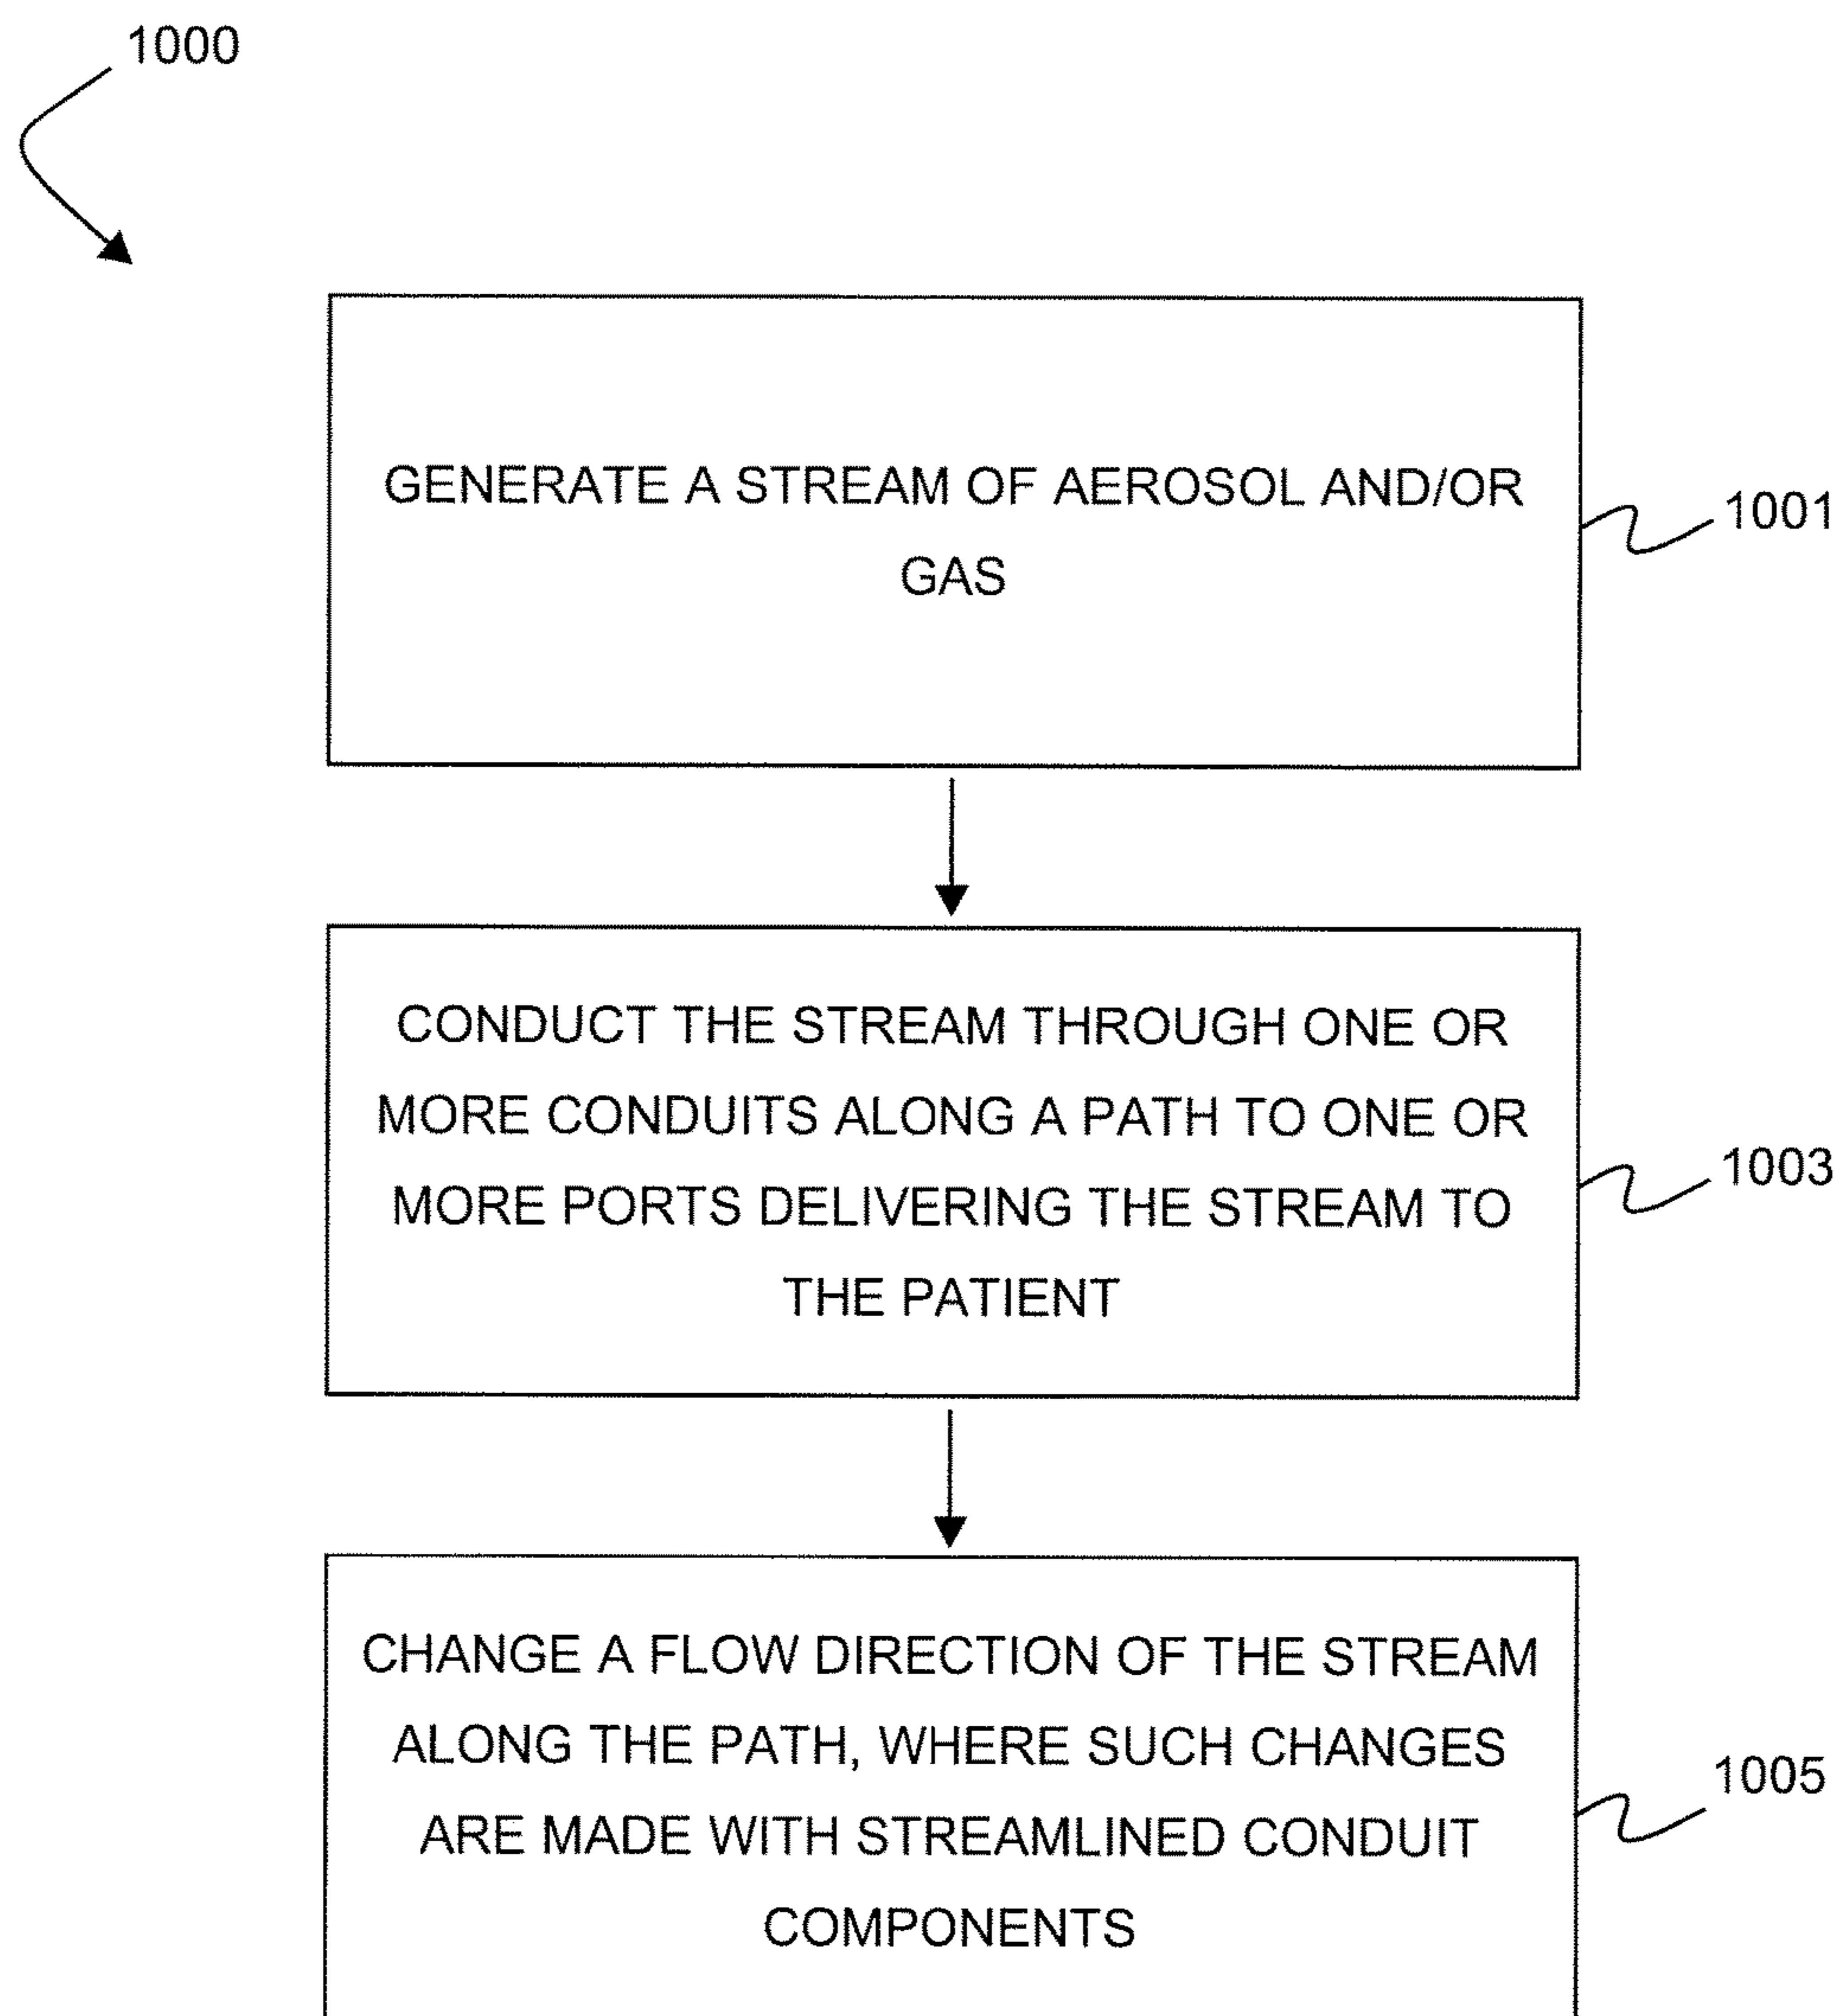 1000
GENERATE A STREAM OF AEROSOL AND/OR
GAS
1001
CONDUCT THE STREAM THROUGH ONE OR
MORE CONDUITS ALONG A PATH TO ONE OR
MORE PORTS DELIVERING THE STREAM TO
THE PATIENT
1003
CHANGE A FLOW DIRECTION OF THE STREAM
ALONG THE PATH, WHERE SUCH CHANGES
ARE MADE WITH STREAMLINED CONDUIT
COMPONENTS
1005